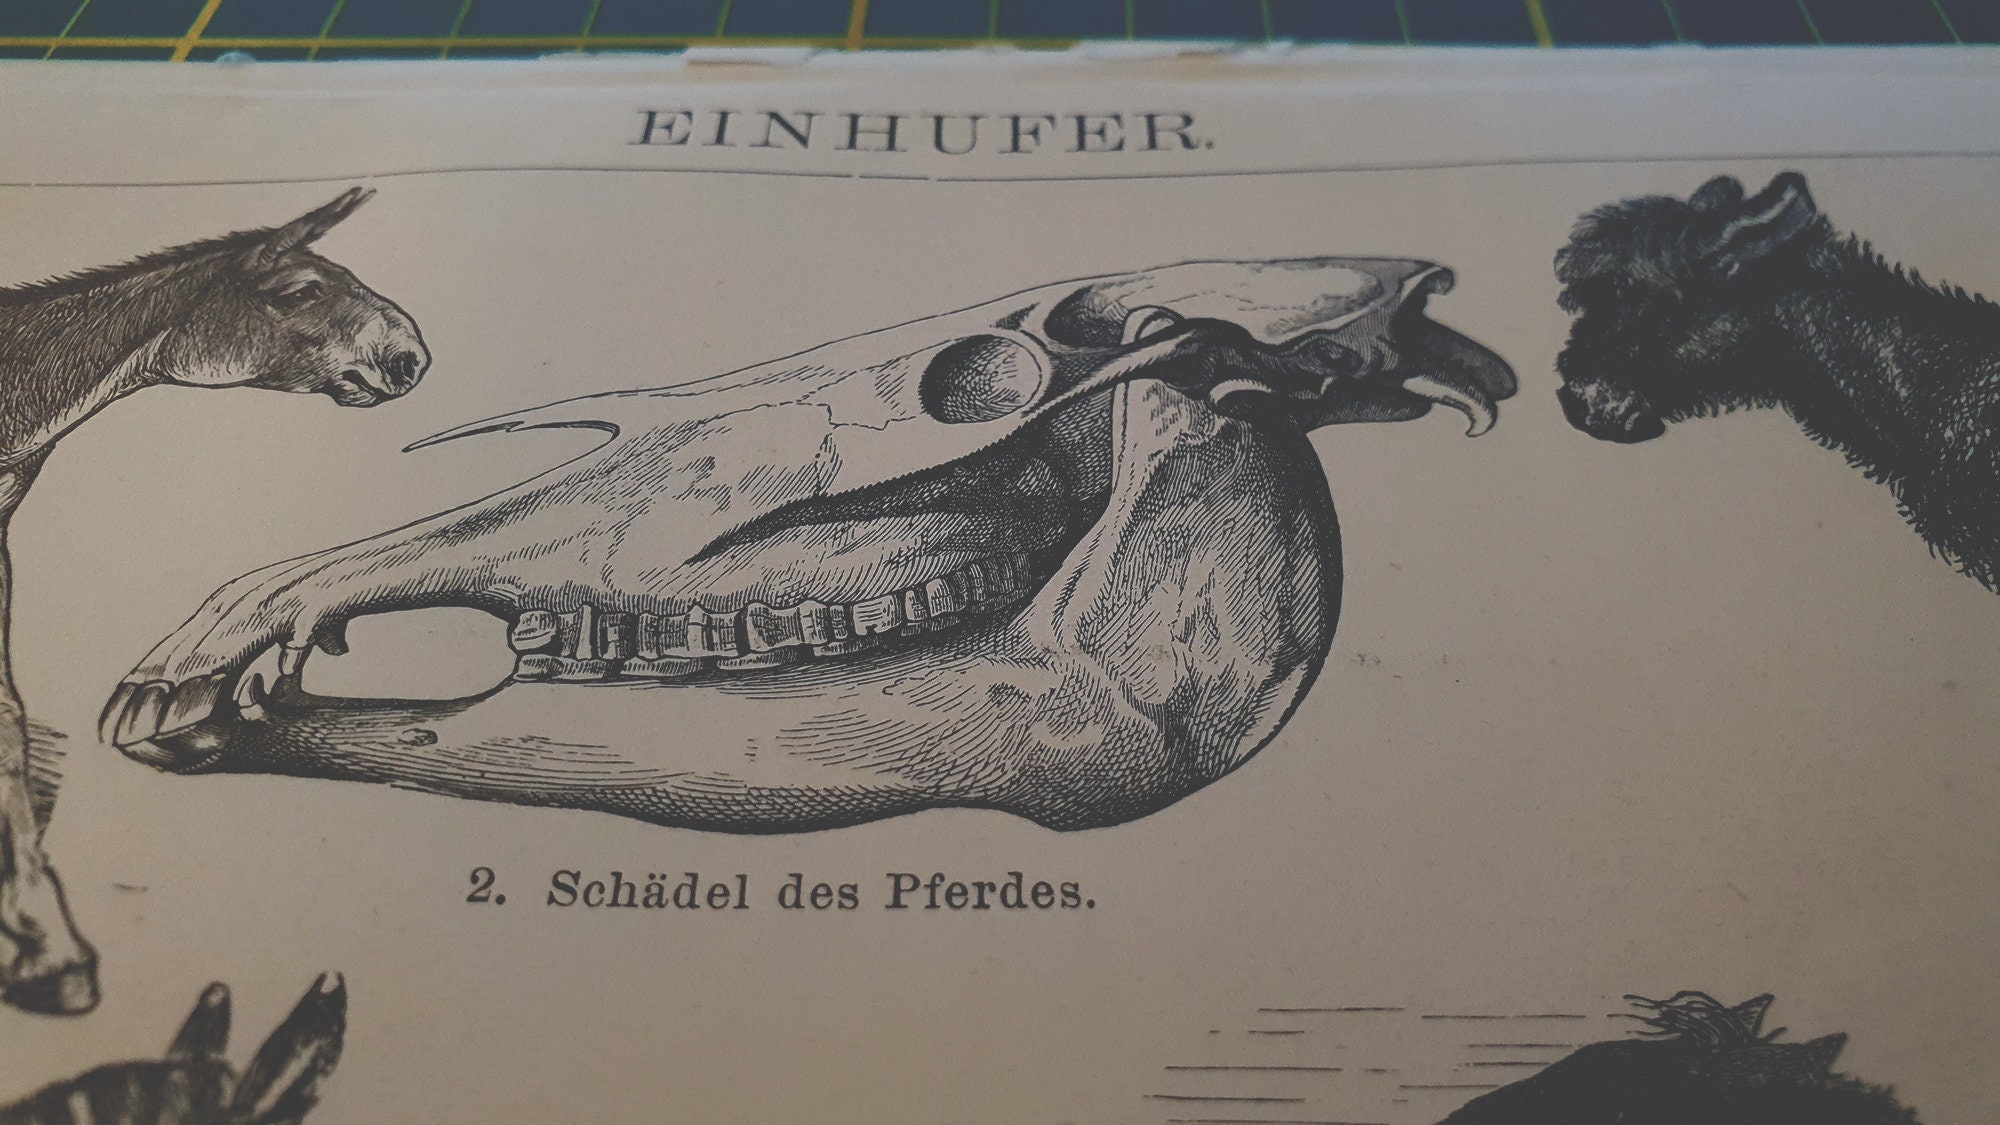 EINHUFER.
2. Schädel des Pferdes.